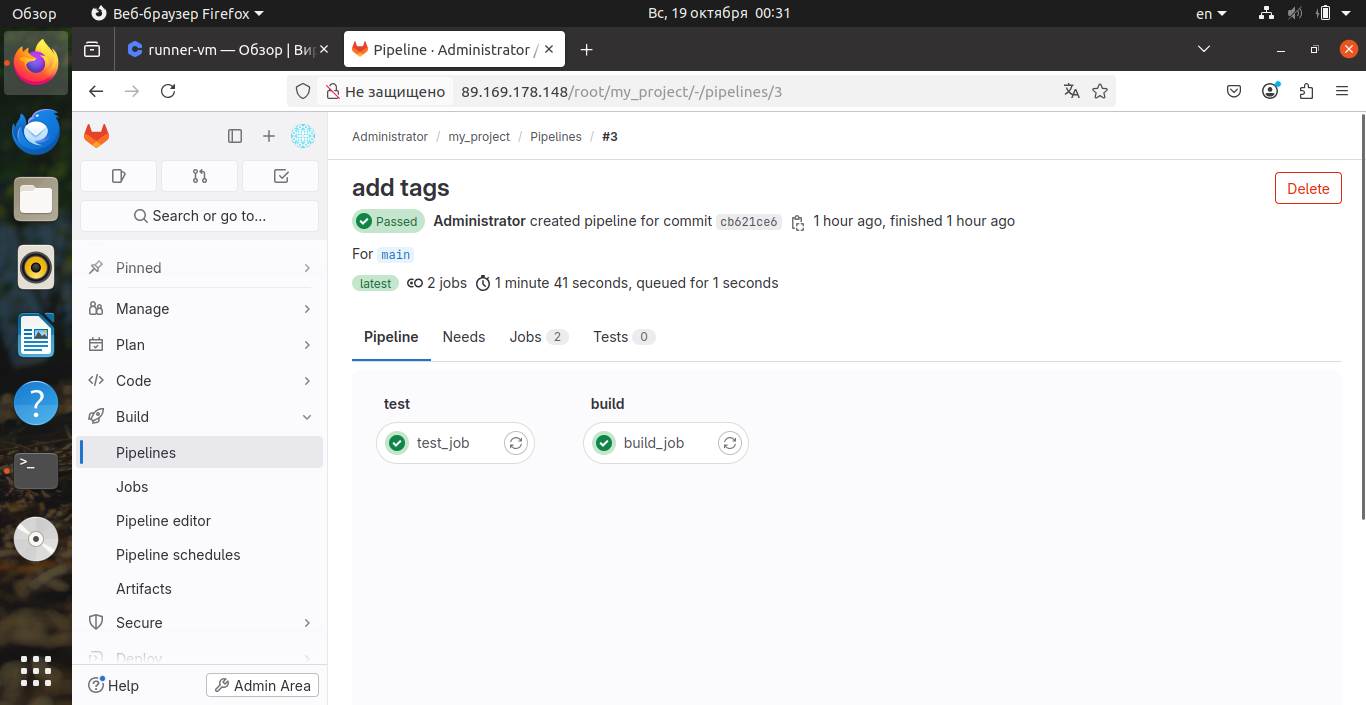 Обзор Веб-браузер Firefox Вс, 19 октября 00:31 en
runner-vm — Обзор | Вир Pipeline · Administrator /
Не защищено 89.169.178.148/root/my_project/-/pipelines/3
Administrator / my_project / Pipelines / #3
add tags Delete
Passed Administrator created pipeline for commit cb621ce6 1 hour ago, finished 1 hour ago
For main
latest 2 jobs 1 minute 41 seconds, queued for 1 seconds
Pipeline Needs Jobs 2 Tests 0
test build
test_job build_job
Search or go to...
Pinned
Manage
Plan
Code
Build
Pipelines
Jobs
Pipeline editor
Pipeline schedules
Artifacts
Secure
Deploy
Help Admin Area